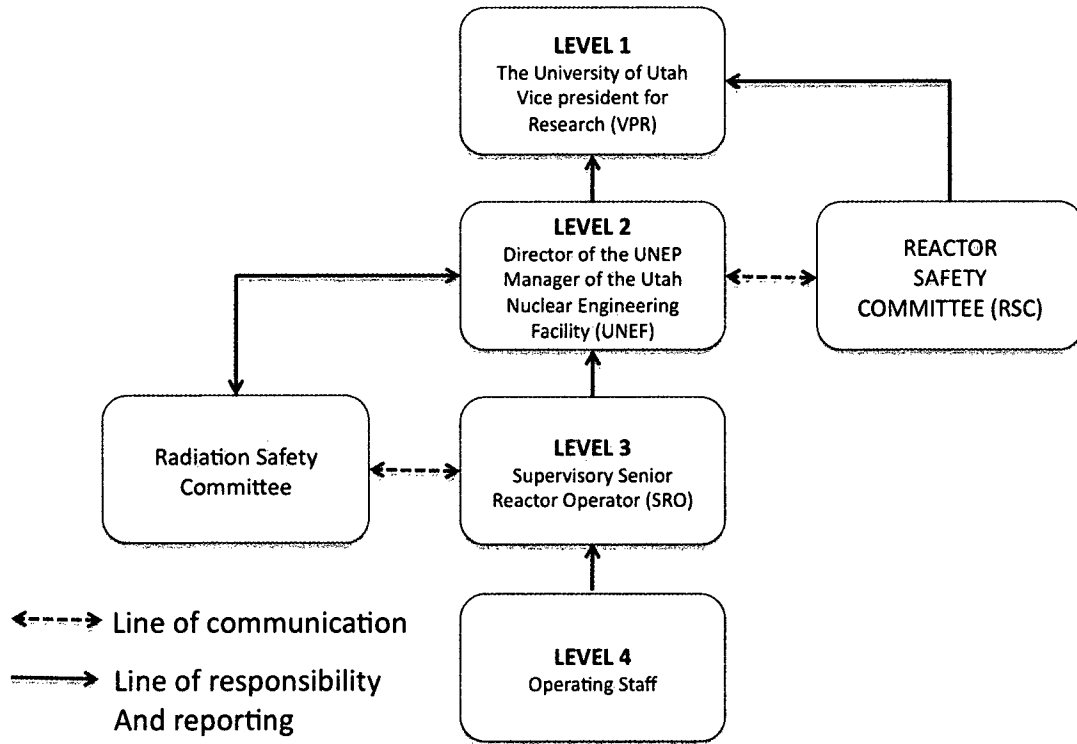 LEVEL 1
The University of Utah
Vice president for
Research (VPR)
LEVEL 2
Director of the UNEP
Manager of the Utah
Nuclear Engineering
Facility (UNEF)
REACTOR
SAFETY
COMMITTEE (RSC)
Radiation Safety
Committee
LEVEL 3
Supervisory Senior
Reactor Operator (SRO)
LEVEL 4
Operating Staff
Line of communication
Line of responsibility
And reporting